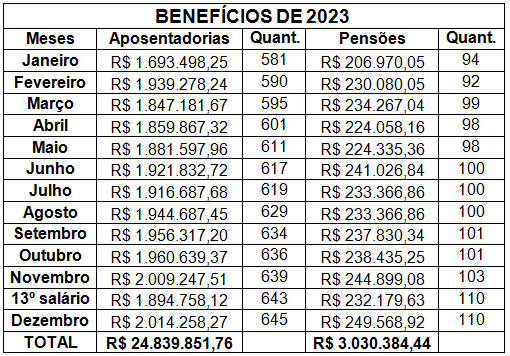 BENEFÍCIOS DE 2023
Meses Aposentadorias Quant. Pensões Quant.
Janeiro R$ 1.693.498,25 581 R$ 206.970,05 94
Fevereiro R$ 1.939.278,24 590 R$ 230.080,05 92
Março R$ 1.847.181,67 595 R$ 234.267,04 99
Abril R$ 1.859.867,32 601 R$ 224.058,16 98
Maio R$ 1.881.597,96 611 R$ 224.335,36 98
Junho R$ 1.921.832,72 617 R$ 241.026,84 100
Julho R$ 1.916.687,68 619 R$ 233.366,86 100
Agosto R$ 1.944.687,45 629 R$ 233.366,86 100
Setembro R$ 1.956.317,20 634 R$ 237.830,34 101
Outubro R$ 1.960.639,37 636 R$ 238.435,25 101
Novembro R$ 2.009.247,51 639 R$ 244.899,08 103
13º salário R$ 1.894.758,12 643 R$ 232.179,63 110
Dezembro R$ 2.014.258,27 645 R$ 249.568,92 110
TOTAL R$ 24.839.851,76 R$ 3.030.384,44